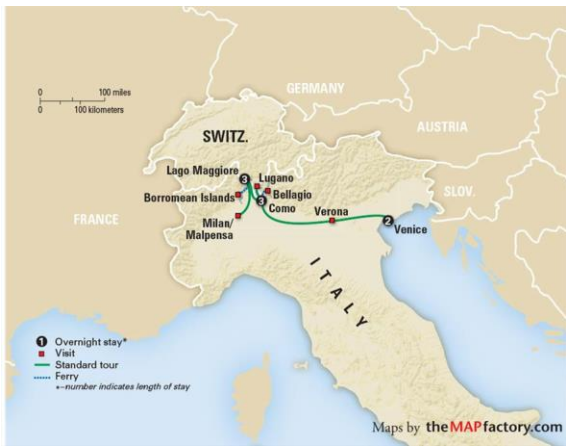 GERMANY
0 100 miles
0 100 kilometers
AUSTRIA
SWITZ.
Lago Maggiore
3
Lugano
Bellagio
Borromean Islands
3
Como
SLOV.
FRANCE
Milan/
Malpensa
Verona
2
Venice
ITALY
1 Overnight stay*
Visit
Standard tour
Ferry
*–number indicates length of stay
Maps by theMAPfactory.com